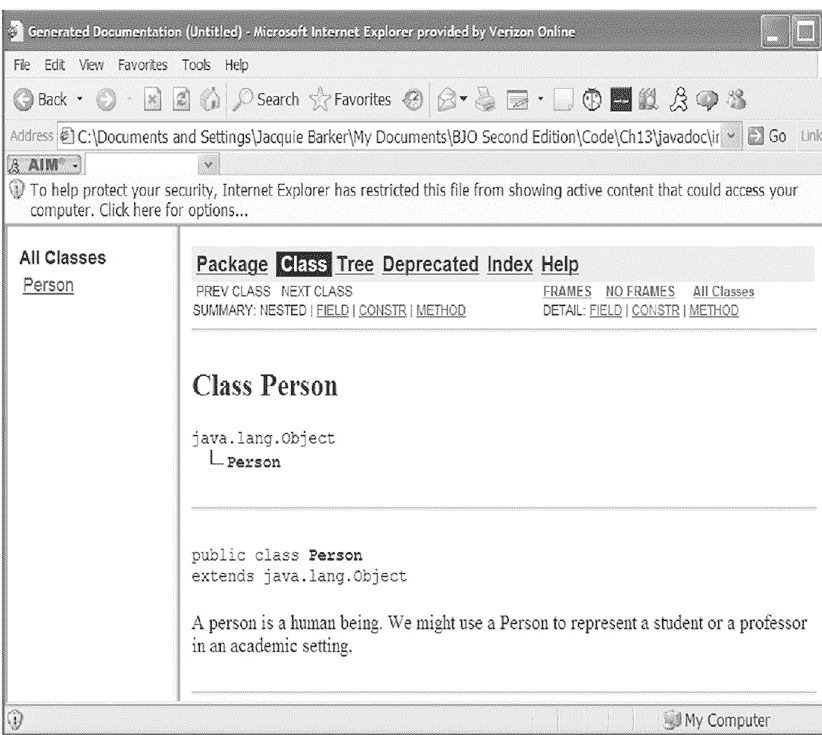 Generated Documentation (Untitled) - Microsoft Internet Explorer provided by Verizon Online
File Edit View Favorites Tools Help
Back Search Favorites
Address C:\Documents and Settings\Jacquie Barker\My Documents\BJO Second Edition\Code\Ch13\javadoc\ir Go Link
AIM®
To help protect your security, Internet Explorer has restricted this file from showing active content that could access your
computer. Click here for options...
All Classes
Person
Package Class Tree Deprecated Index Help
PREV CLASS NEXT CLASS FRAMES NO FRAMES All Classes
SUMMARY: NESTED | FIELD | CONSTR | METHOD DETAIL: FIELD | CONSTR | METHOD
Class Person
java.lang.Object
Person
public class Person
extends java.lang.Object
A person is a human being. We might use a Person to represent a student or a professor
in an academic setting.
My Computer